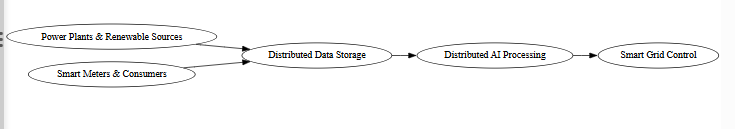 Power Plants & Renewable Sources
Smart Meters & Consumers
Distributed Data Storage
Distributed AI Processing
Smart Grid Control